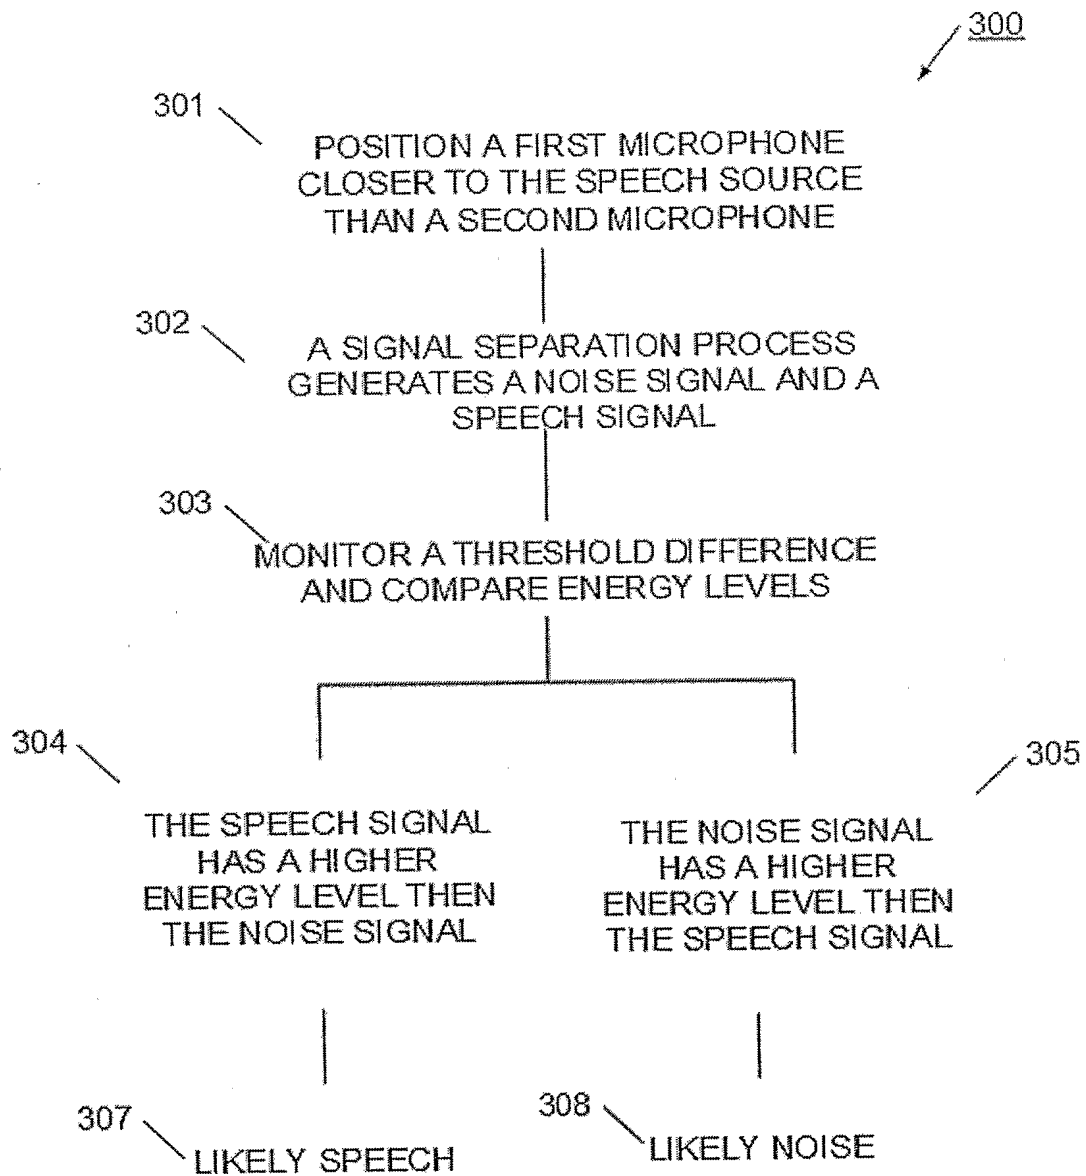 300
301
POSITION A FIRST MICROPHONE
CLOSER TO THE SPEECH SOURCE
THAN A SECOND MICROPHONE
302
A SIGNAL SEPARATION PROCESS
GENERATES A NOISE SIGNAL AND A
SPEECH SIGNAL
303
MONITOR A THRESHOLD DIFFERENCE
AND COMPARE ENERGY LEVELS
304
THE SPEECH SIGNAL
HAS A HIGHER
ENERGY LEVEL THEN
THE NOISE SIGNAL
305
THE NOISE SIGNAL
HAS A HIGHER
ENERGY LEVEL THEN
THE SPEECH SIGNAL
307
LIKELY SPEECH
308
LIKELY NOISE